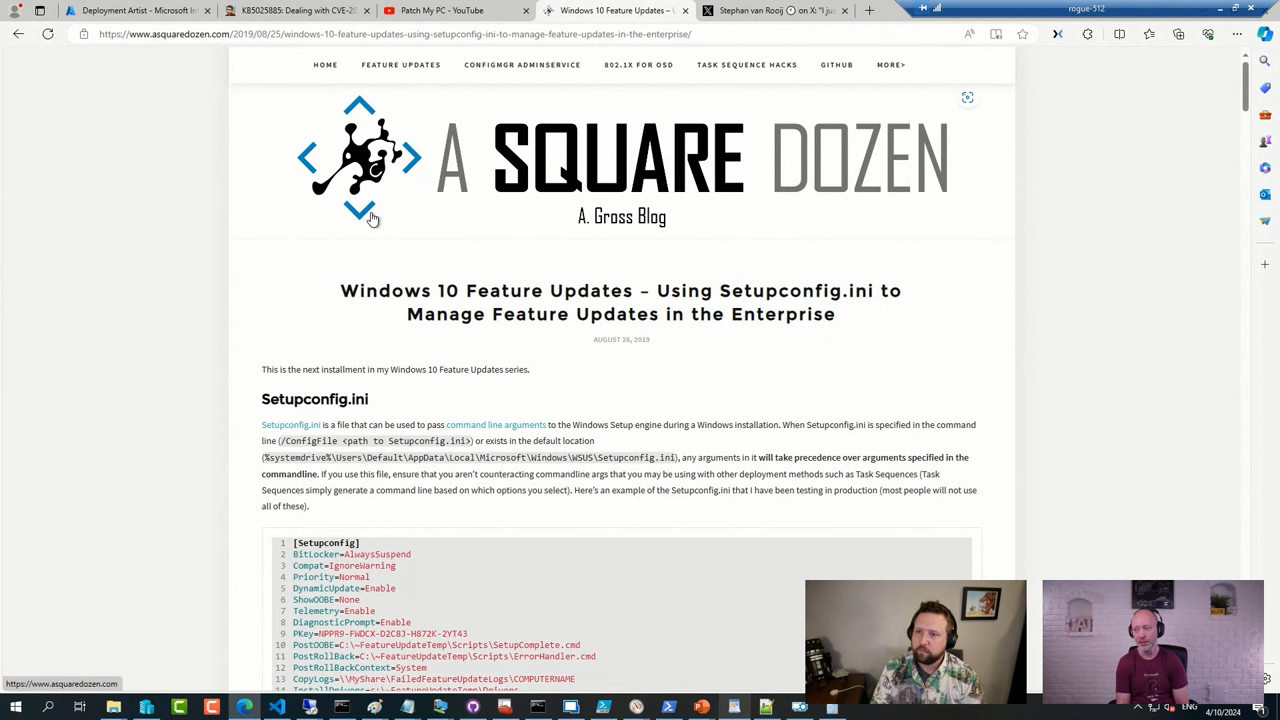 Deployment Artist - Microsoft In
KB5025885: Dealing with CVE-20
Patch My PC - YouTube
Windows 10 Feature Updates – U
Stephan van Rooij on X: "I jus
rogue-512
https://www.asquaredozen.com/2019/08/25/windows-10-feature-updates-using-setupconfig-ini-to-manage-feature-updates-in-the-enterprise/
HOME FEATURE UPDATES CONFIGMGR ADMINSERVICE 802.1X FOR OSD TASK SEQUENCE HACKS GITHUB MORE>
A SQUARE DOZEN
A. Gross Blog
Windows 10 Feature Updates – Using Setupconfig.ini to
Manage Feature Updates in the Enterprise
AUGUST 26, 2019
This is the next installment in my Windows 10 Feature Updates series.
Setupconfig.ini
Setupconfig.ini is a file that can be used to pass command line arguments to the Windows Setup engine during a Windows installation. When Setupconfig.ini is specified in the command
line (/ConfigFile <path to Setupconfig.ini>) or exists in the default location
(%systemdrive%\Users\Default\AppData\Local\Microsoft\Windows\WSUS\Setupconfig.ini), any arguments in it will take precedence over arguments specified in the
commandline. If you use this file, ensure that you aren't counteracting commandline args that you may be using with other deployment methods such as Task Sequences (Task
Sequences simply generate a command line based on which options you select). Here's an example of the Setupconfig.ini that I have been testing in production (most people will not use
all of these).
1 [Setupconfig]
2 BitLocker=AlwaysSuspend
3 Compat=IgnoreWarning
4 Priority=Normal
5 DynamicUpdate=Enable
6 ShowOOBE=None
7 Telemetry=Enable
8 DiagnosticPrompt=Enable
9 PKey=NPPR9-FWDCX-D2C8J-H872K-2YT43
10 PostOOBE=C:\~FeatureUpdateTemp\Scripts\SetupComplete.cmd
11 PostRollBack=C:\~FeatureUpdateTemp\Scripts\ErrorHandler.cmd
12 PostRollBackContext=System
13 CopyLogs=\\MyShare\FailedFeatureUpdateLogs\COMPUTERNAME
14 InstallDrivers=c:\~FeatureUpdateTemp\Drivers
https://www.asquaredozen.com
ENG
4/10/2024